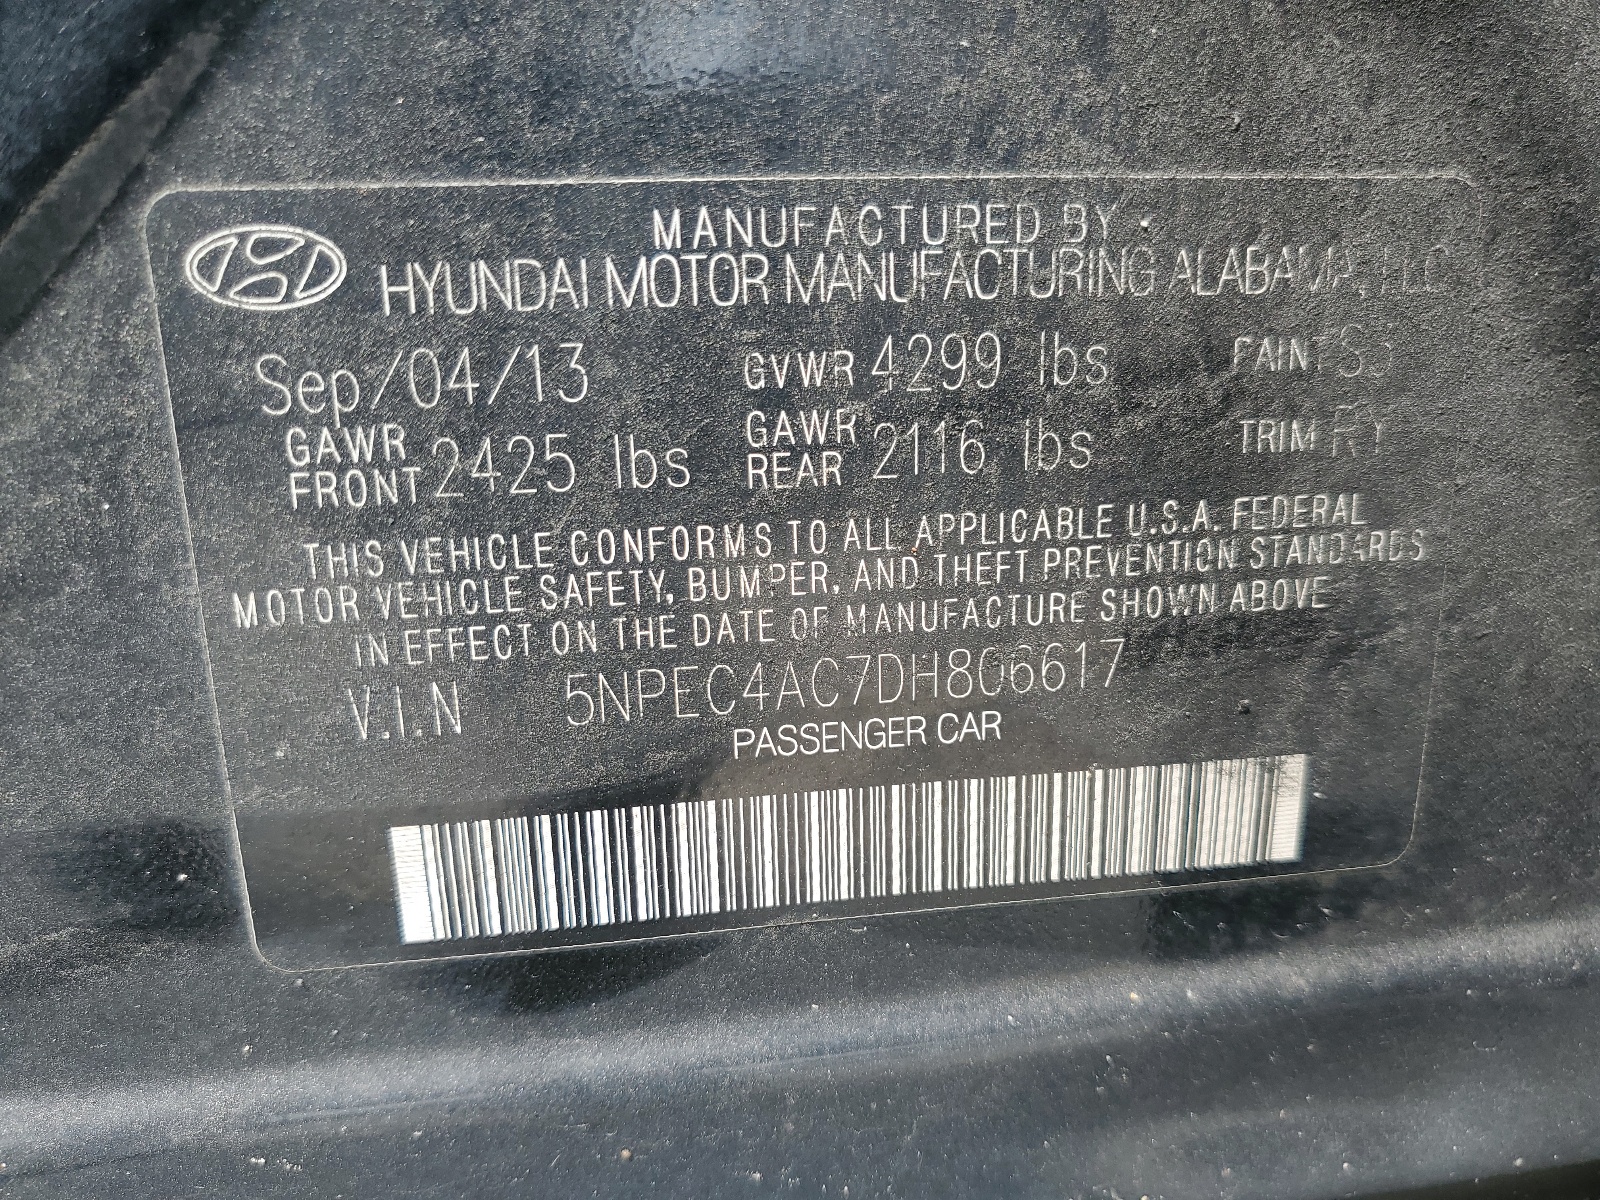 MANUFACTURED BY
HYUNDAI MOTOR MANUFACTURING ALABAMA, LLC
Sep/04/13 GVWR 4299 lbs PAINT
GAWR FRONT 2425 lbs GAWR REAR 2116 lbs TRIM RY
THIS VEHICLE CONFORMS TO ALL APPLICABLE U.S.A. FEDERAL
MOTOR VEHICLE SAFETY, BUMPER, AND THEFT PREVENTION STANDARDS
IN EFFECT ON THE DATE OF MANUFACTURE SHOWN ABOVE
V.I.N 5NPEC4AC7DH806617
PASSENGER CAR